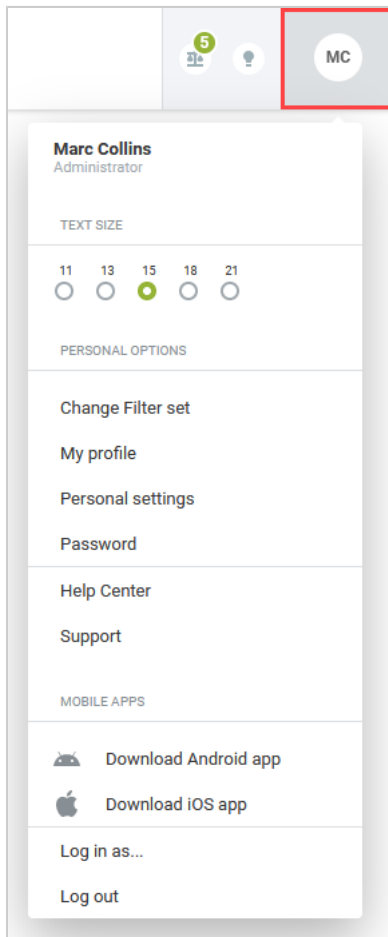 5
MC
Marc Collins
Administrator
TEXT SIZE
11 13 15 18 21
PERSONAL OPTIONS
Change Filter set
My profile
Personal settings
Password
Help Center
Support
MOBILE APPS
Download Android app
Download iOS app
Log in as...
Log out